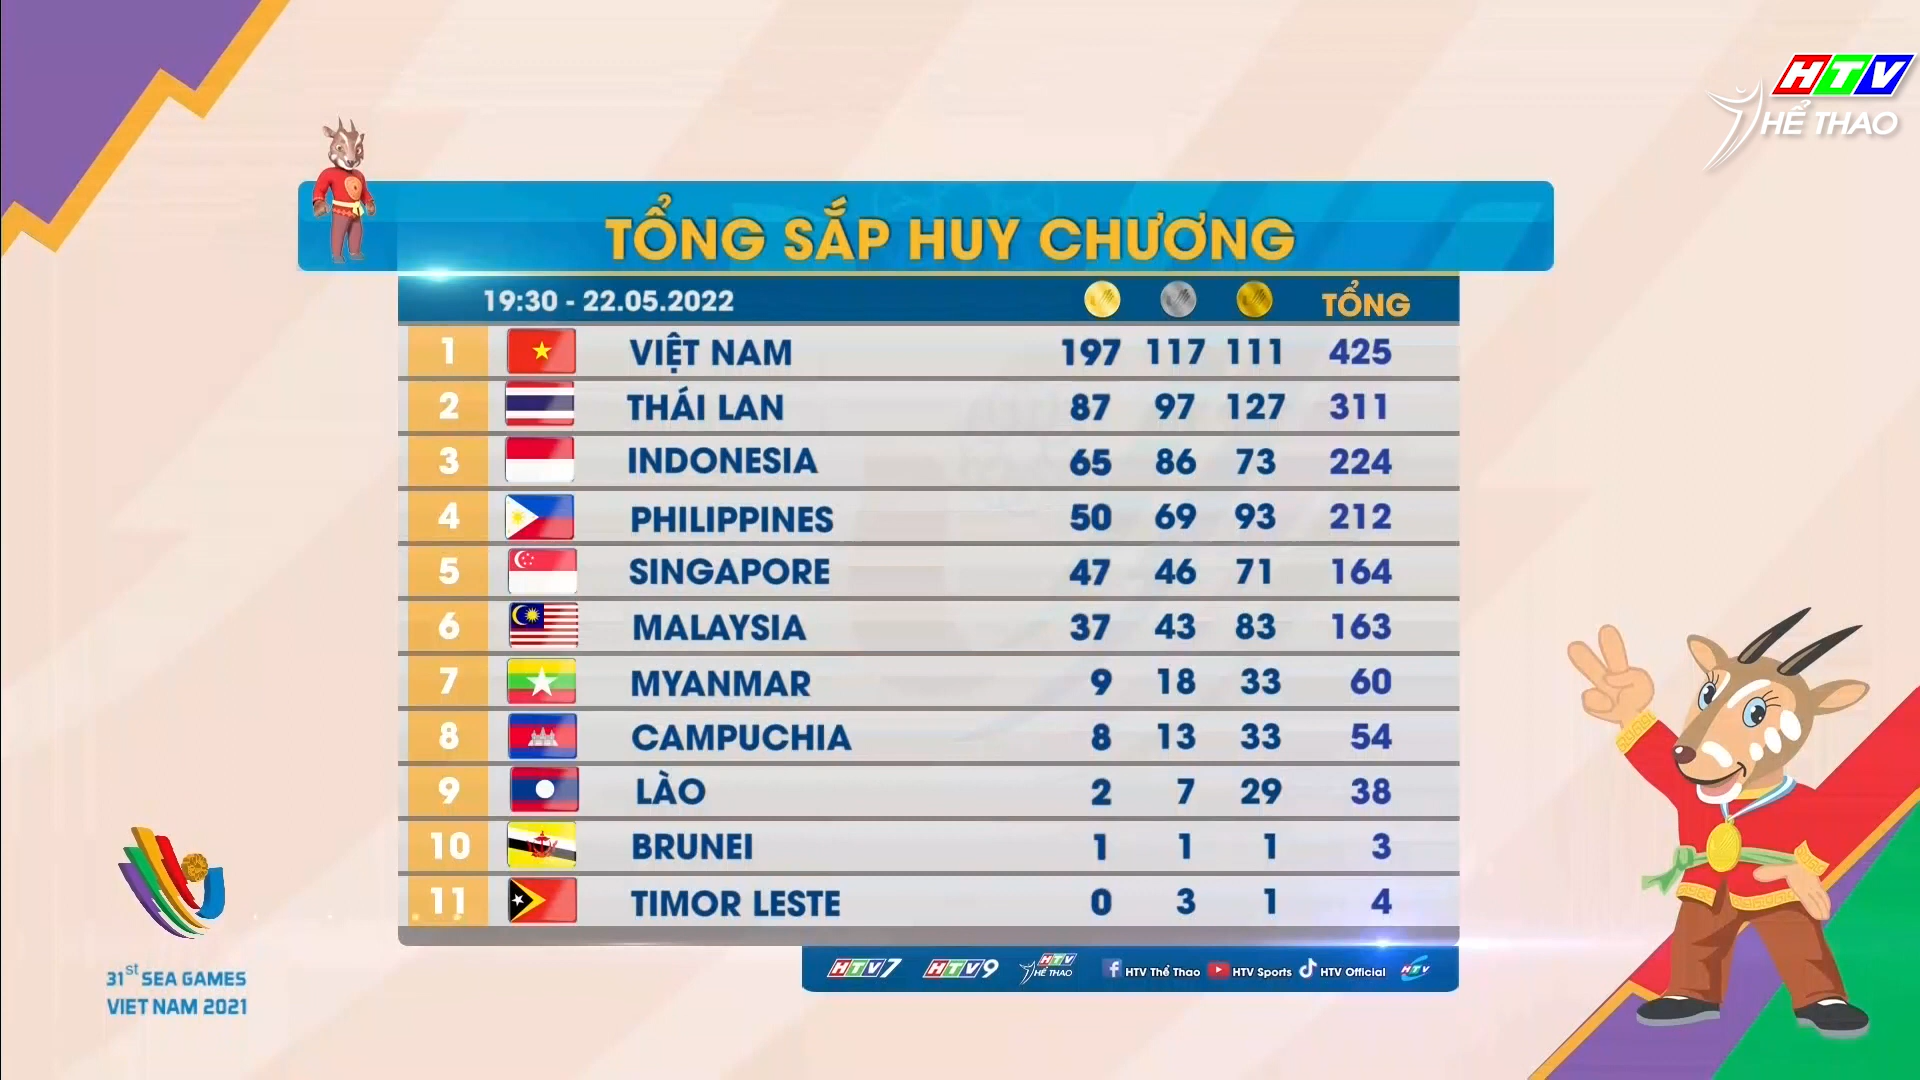 HTV
THỂ THAO
TỔNG SẮP HUY CHƯƠNG
19:30 - 22.05.2022 TỔNG
1 VIỆT NAM 197 117 111 425
2 THÁI LAN 87 97 127 311
3 INDONESIA 65 86 73 224
4 PHILIPPINES 50 69 93 212
5 SINGAPORE 47 46 71 164
6 MALAYSIA 37 43 83 163
7 MYANMAR 9 18 33 60
8 CAMPUCHIA 8 13 33 54
9 LÀO 2 7 29 38
10 BRUNEI 1 1 1 3
11 TIMOR LESTE 0 3 1 4
HTV7 HTV9 HTV THỂ THAO HTV Thể Thao HTV Sports HTV Official HTV
31st SEA GAMES
VIET NAM 2021